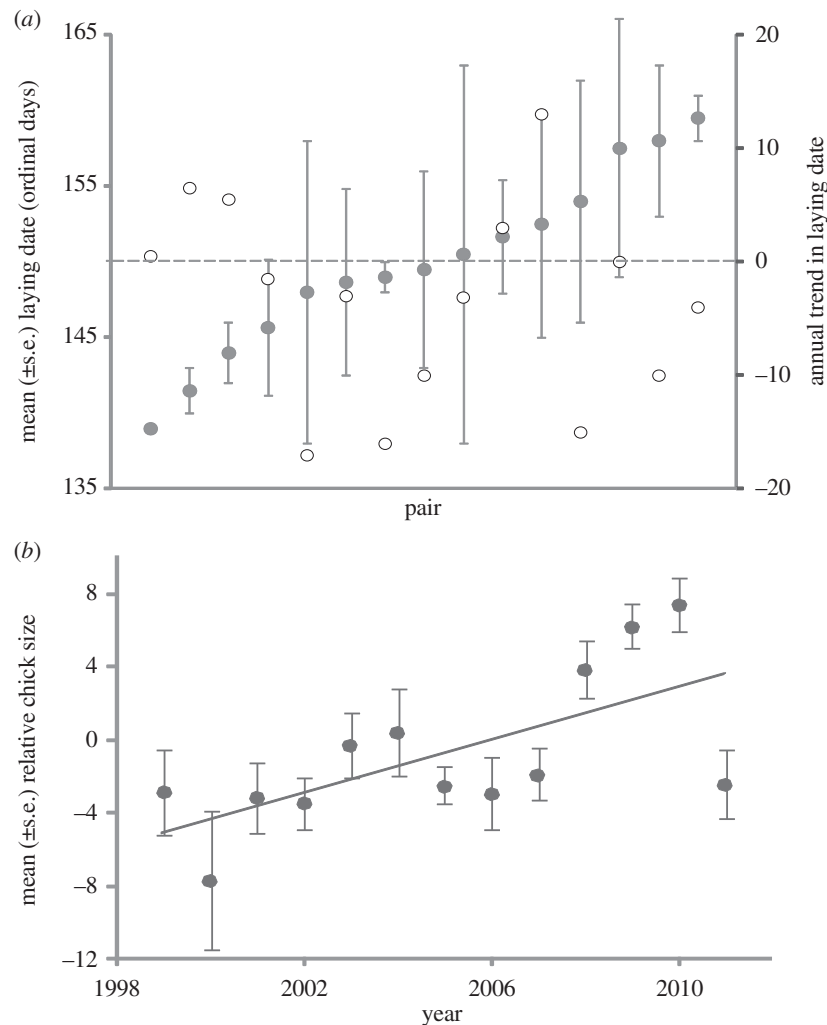 (a)
165
155
145
135
mean (±s.e.) laying date (ordinal days)
20
10
0
–10
–20
annual trend in laying date
pair
(b)
8
4
0
–4
–8
–12
mean (±s.e.) relative chick size
1998 2002 2006 2010
year